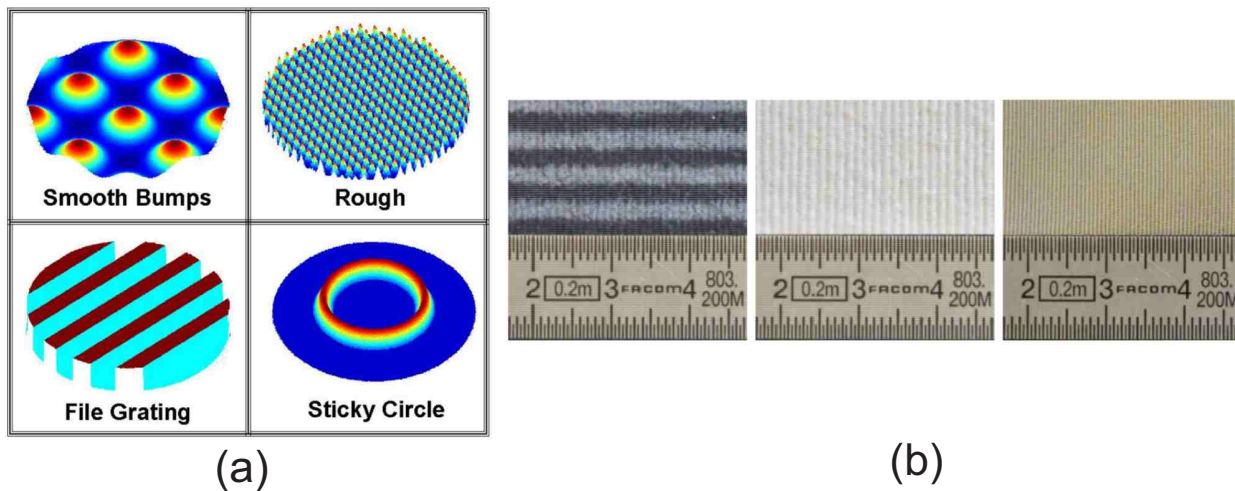 Smooth Bumps
Rough
File Grating
Sticky Circle
2 0.2m 3 FACOM 4 803.
200M
2 0.2m 3 FACOM 4 803.
200M
2 0.2m 3 FACOM 4 803.
200M
(a)
(b)